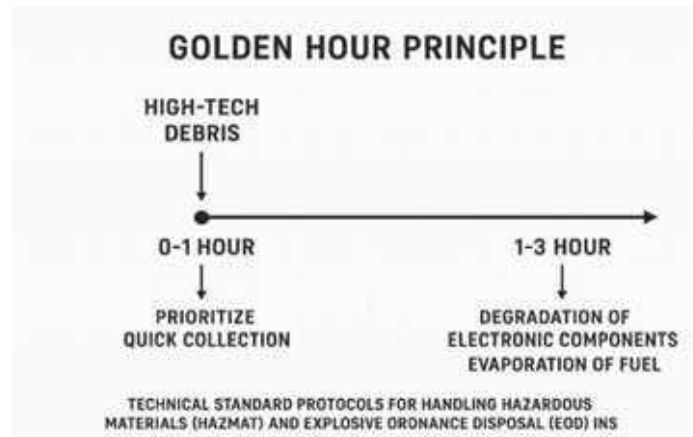 GOLDEN HOUR PRINCIPLE
HIGH-TECH
DEBRIS
0-1 HOUR
1-3 HOUR
PRIORITIZE
QUICK COLLECTION
DEGRADATION OF
ELECTRONIC COMPONENTS
EVAPORATION OF FUEL
TECHNICAL STANDARD PROTOCOLS FOR HANDLING HAZARDOUS
MATERIALS (HAZMAT) AND EXPLOSIVE ORONANCE DISPOSAL (EOD) INS